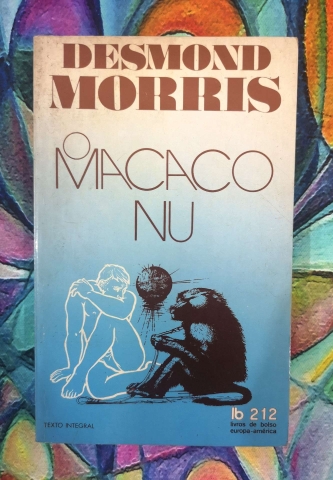 DESMOND
MORRIS
O
MACACO
NU
TEXTO INTEGRAL
lb 212
livros de bolso
europa-américa